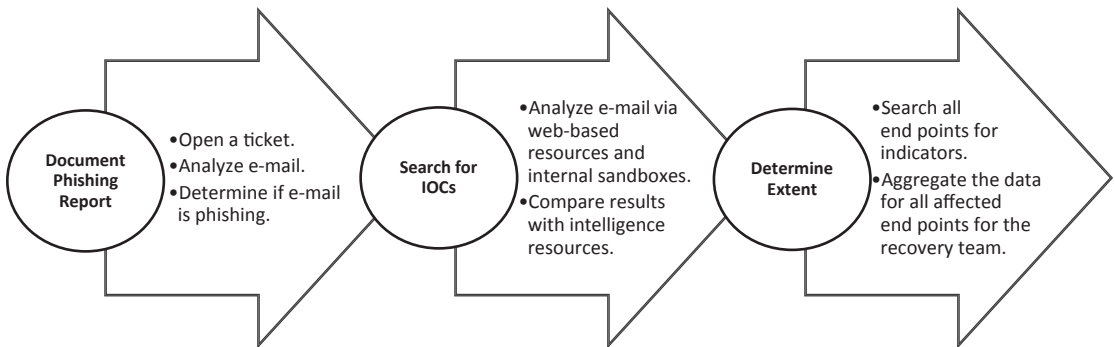 Document
Phishing
Report
•Open a ticket.
•Analyze e-mail.
•Determine if e-mail
is phishing.
Search for
IOCs
•Analyze e-mail via
web-based
resources and
internal sandboxes.
•Compare results
with intelligence
resources.
Determine
Extent
•Search all
end points for
indicators.
•Aggregate the data
for all affected
end points for the
recovery team.